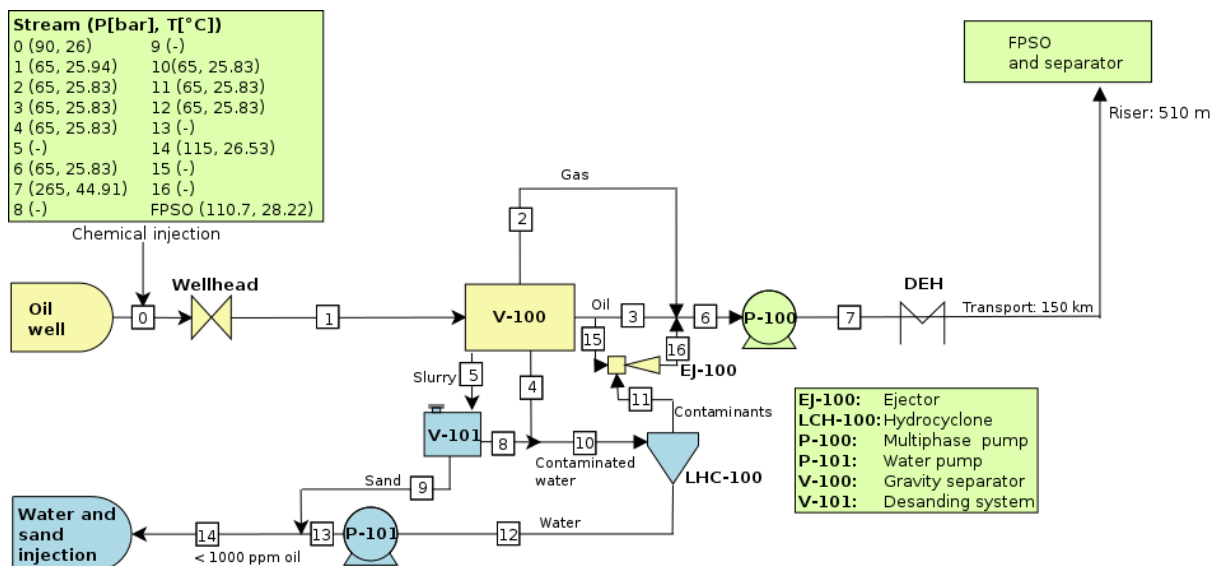 Stream (P[bar], T[°C])
0 (90, 26) 9 (-)
1 (65, 25.94) 10(65, 25.83)
2 (65, 25.83) 11 (65, 25.83)
3 (65, 25.83) 12 (65, 25.83)
4 (65, 25.83) 13 (-)
5 (-) 14 (115, 26.53)
6 (65, 25.83) 15 (-)
7 (265, 44.91) 16 (-)
8 (-) FPSO (110.7, 28.22)
FPSO
and separator
Riser: 510 m
Chemical injection
Gas
2
Wellhead
DEH
Oil
well
0
1
V-100
Oil
3
6
P-100
7
Transport: 150 km
15
16
EJ-100
Slurry
5
4
11
Contaminants
V-101
8
10
Contaminated
water
LHC-100
Sand
9
Water and
sand
injection
14
< 1000 ppm oil
13
P-101
Water
12
EJ-100: Ejector
LCH-100: Hydrocyclone
P-100: Multiphase pump
P-101: Water pump
V-100: Gravity separator
V-101: Desanding system